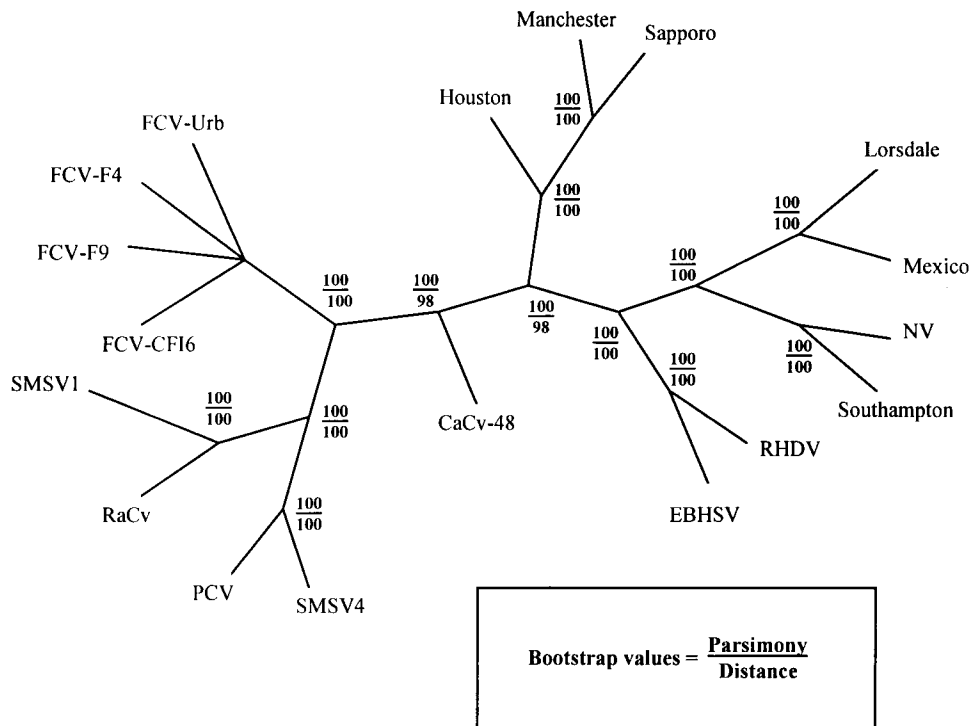 Manchester
Sapporo
Houston
100
100
FCV-Urb
FCV-F4
Lorsdale
100
100
100
100
FCV-F9
100
100
Mexico
100
100
100
98
100
98
NV
FCV-CFI6
100
100
100
100
100
100
Southampton
SMSV1
100
100
100
100
CaCv-48
RHDV
RaCv
EBHSV
100
100
PCV
SMSV4
Bootstrap values = Parsimony
Distance